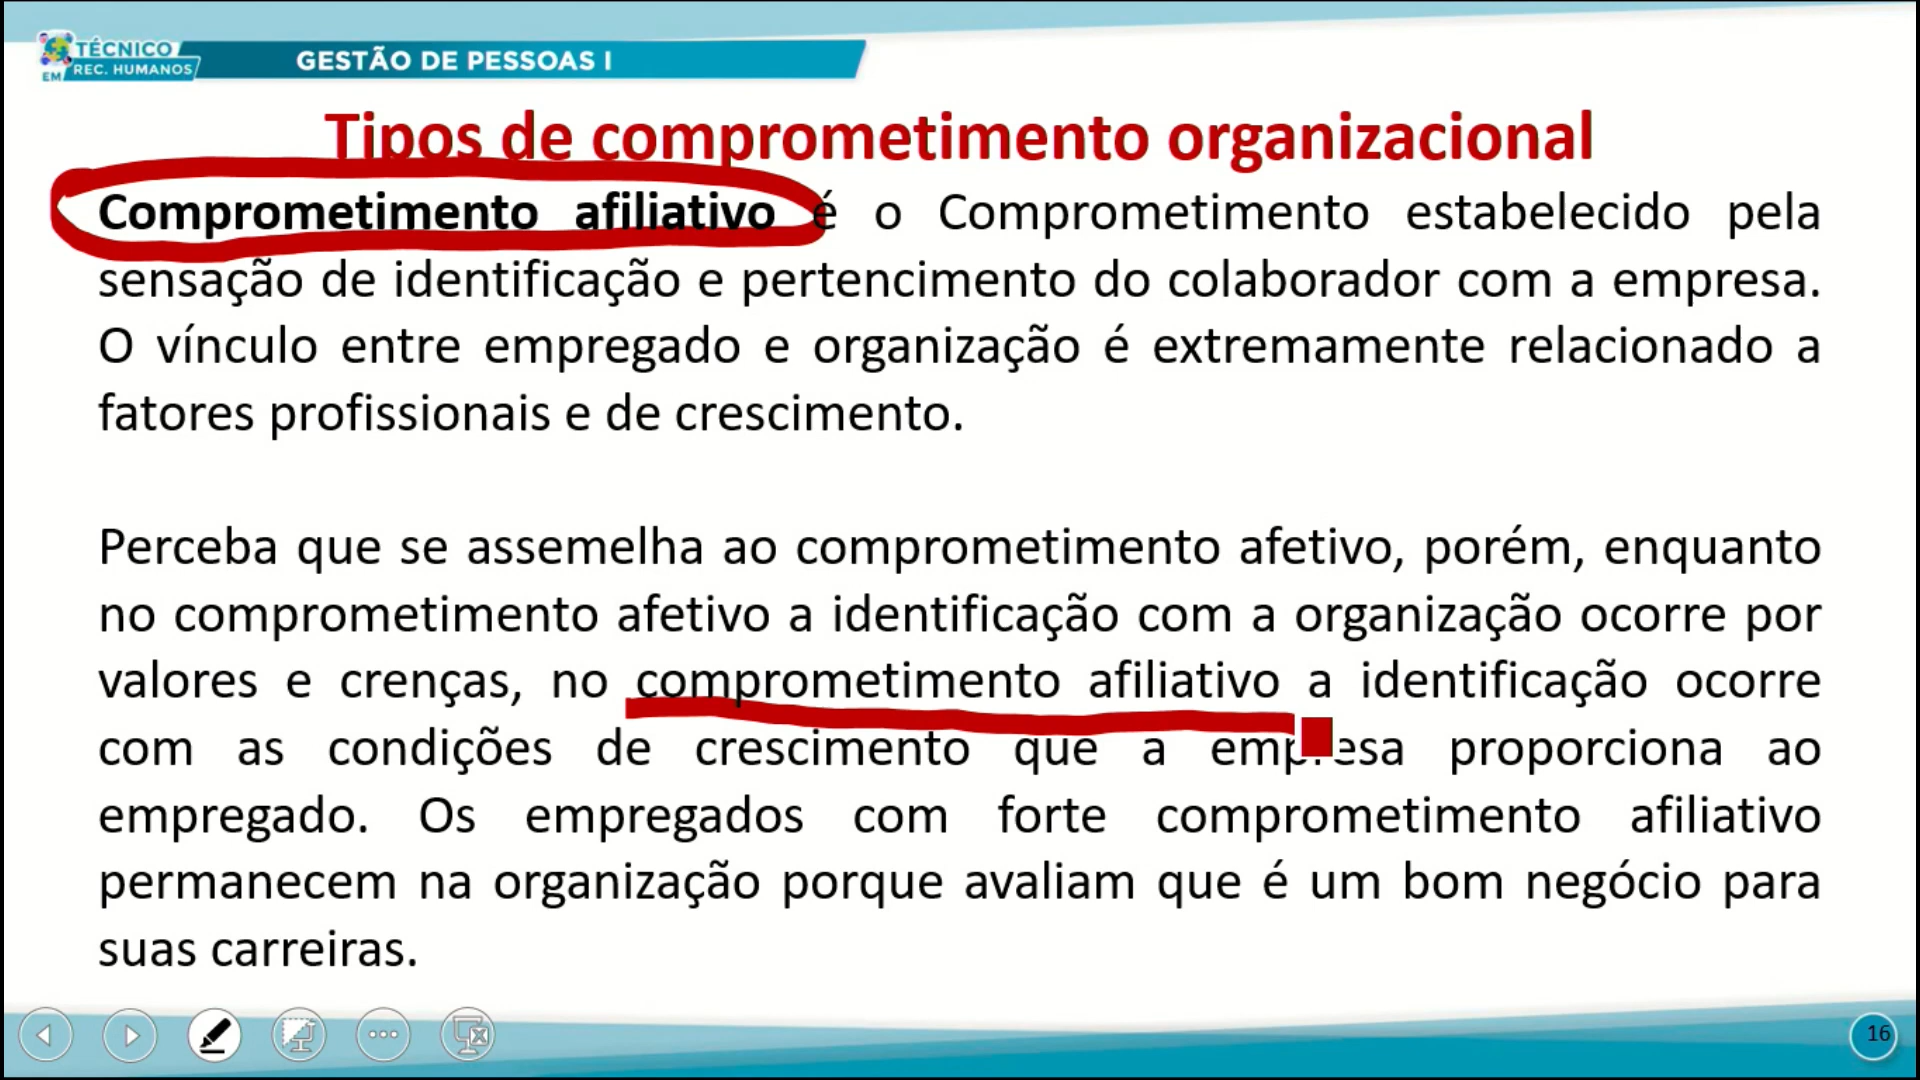 TÉCNICO
EM REC. HUMANOS
GESTÃO DE PESSOAS I
Tipos de comprometimento organizacional
Comprometimento afiliativo é o Comprometimento estabelecido pela
sensação de identificação e pertencimento do colaborador com a empresa.
O vínculo entre empregado e organização é extremamente relacionado a
fatores profissionais e de crescimento.
Perceba que se assemelha ao comprometimento afetivo, porém, enquanto
no comprometimento afetivo a identificação com a organização ocorre por
valores e crenças, no comprometimento afiliativo a identificação ocorre
com as condições de crescimento que a empresa proporciona ao
empregado. Os empregados com forte comprometimento afiliativo
permanecem na organização porque avaliam que é um bom negócio para
suas carreiras.
16